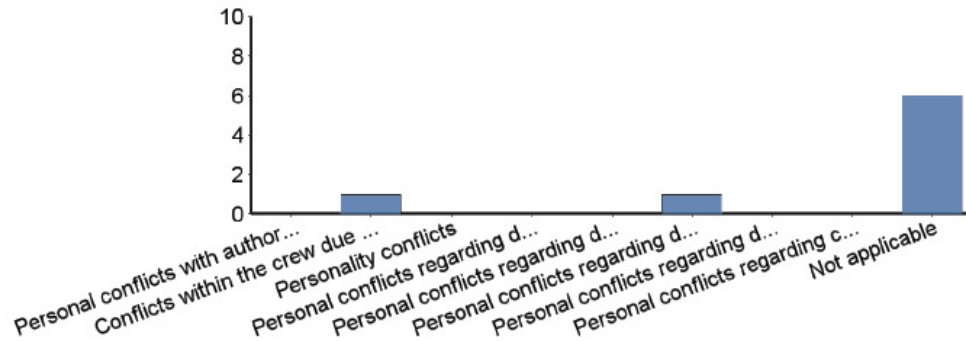 10
8
6
4
2
0
Personal conflicts with author...
Conflicts within the crew due ...
Personality conflicts
Personal conflicts regarding d...
Personal conflicts regarding d...
Personal conflicts regarding d...
Personal conflicts regarding d...
Personal conflicts regarding c...
Not applicable